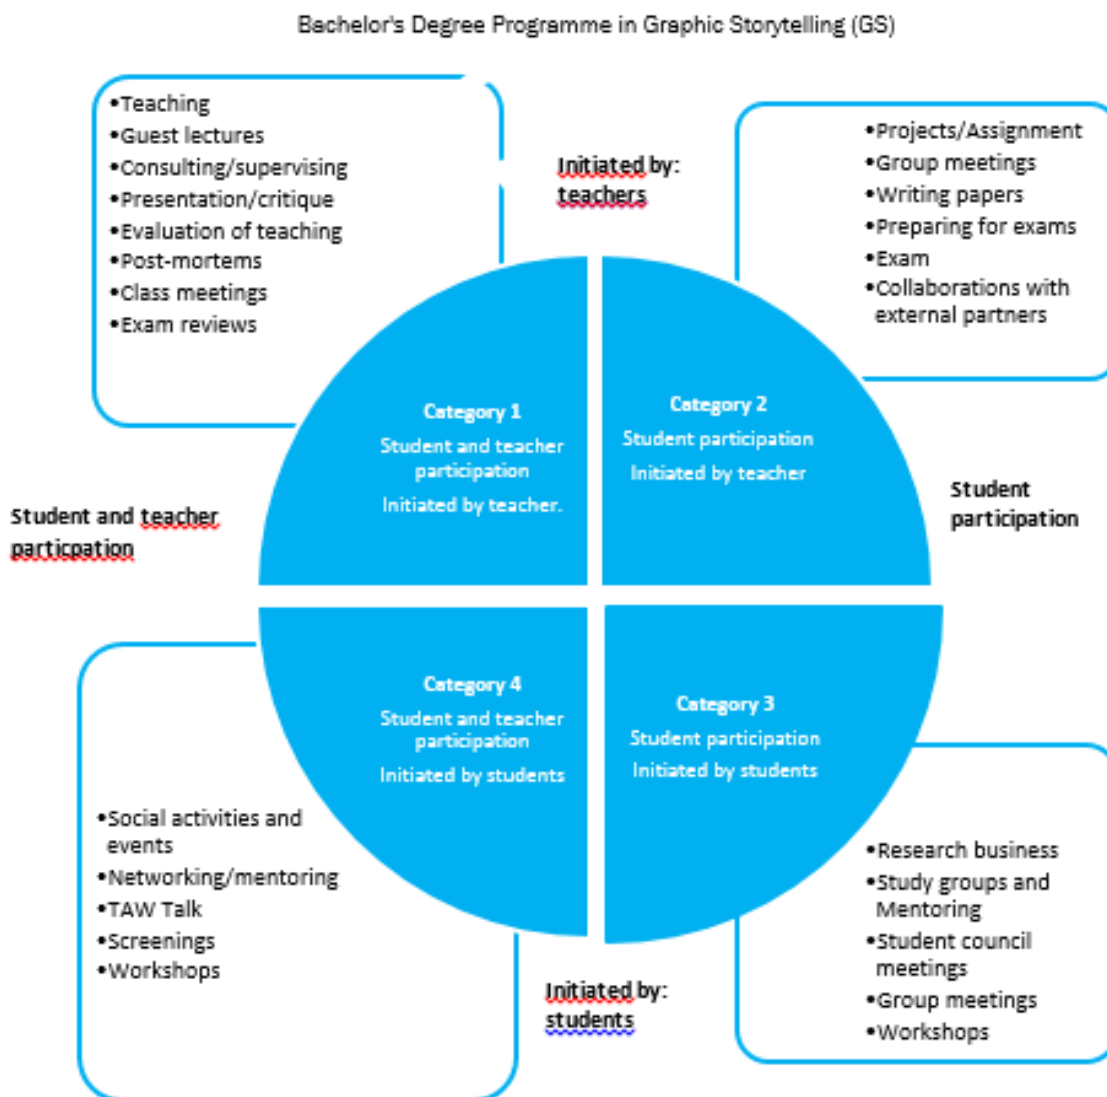 Bachelor's Degree Programme in Graphic Storytelling (GS)
•Teaching
•Guest lectures
•Consulting/supervising
•Presentation/critique
•Evaluation of teaching
•Post-mortems
•Class meetings
•Exam reviews
Initiated by:
teachers
•Projects/Assignment
•Group meetings
•Writing papers
•Preparing for exams
•Exam
•Collaborations with
external partners
Category 1
Student and teacher
participation
Initiated by teacher.
Category 2
Student participation
Initiated by teacher
Student and teacher
particpation
Student
participation
Category 4
Student and teacher
participation
Initiated by students
Category 3
Student participation
Initiated by students
•Social activities and
events
•Networking/mentoring
•TAW Talk
•Screenings
•Workshops
Initiated by:
students
•Research business
•Study groups and
Mentoring
•Student council
meetings
•Group meetings
•Workshops